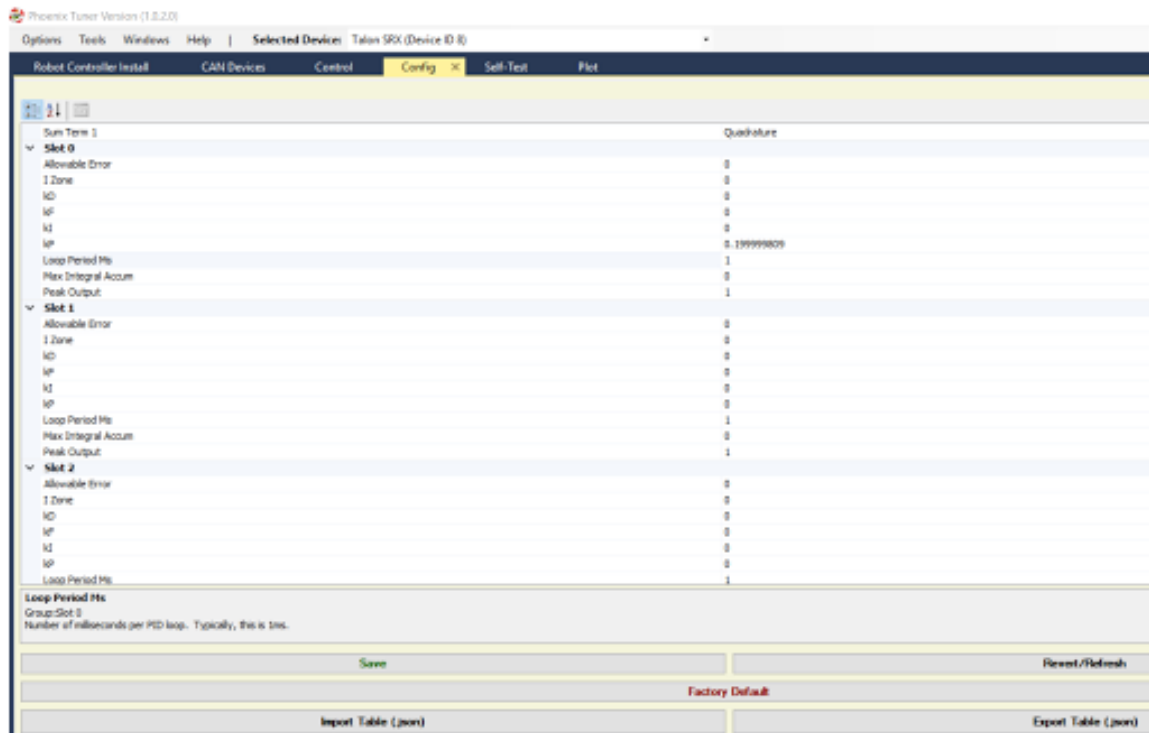 Phoenix Tuner Version (1.0.2.0)
Options Tools Windows Help | Selected Device: Talon SRX (Device ID 8)
Robot Controller Install CAN Devices Control Config × Self-Test Plot
Sum Term 1 Quadrature
Slot 0
Allowable Error 0
I Zone 0
kD 0
kF 0
kI 0
kP 0.199999809
Loop Period Ms 1
Max Integral Accum 0
Peak Output 1
Slot 1
Allowable Error 0
I Zone 0
kD 0
kF 0
kI 0
kP 0
Loop Period Ms 1
Max Integral Accum 0
Peak Output 1
Slot 2
Allowable Error 0
I Zone 0
kD 0
kF 0
kI 0
kP 0
Loop Period Ms 1
Loop Period Ms
Group:Slot 0
Number of milliseconds per PID loop. Typically, this is 1ms.
Save Revert/Refresh
Factory Default
Import Table (.json) Export Table (.json)